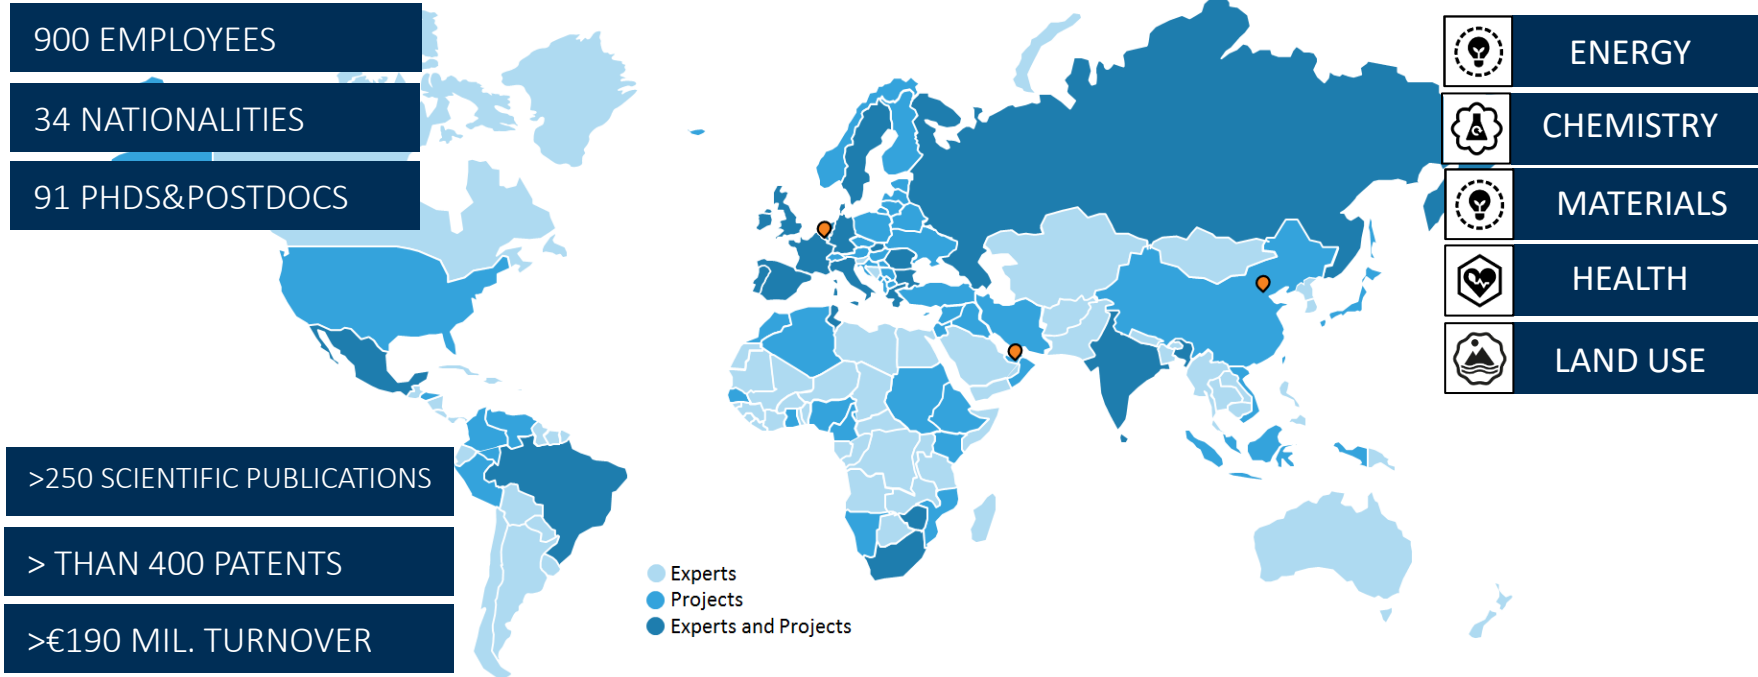 900 EMPLOYEES
34 NATIONALITIES
91 PHDS&POSTDOCS
>250 SCIENTIFIC PUBLICATIONS
> THAN 400 PATENTS
>€190 MIL. TURNOVER
Experts
Projects
Experts and Projects
ENERGY
CHEMISTRY
MATERIALS
HEALTH
LAND USE